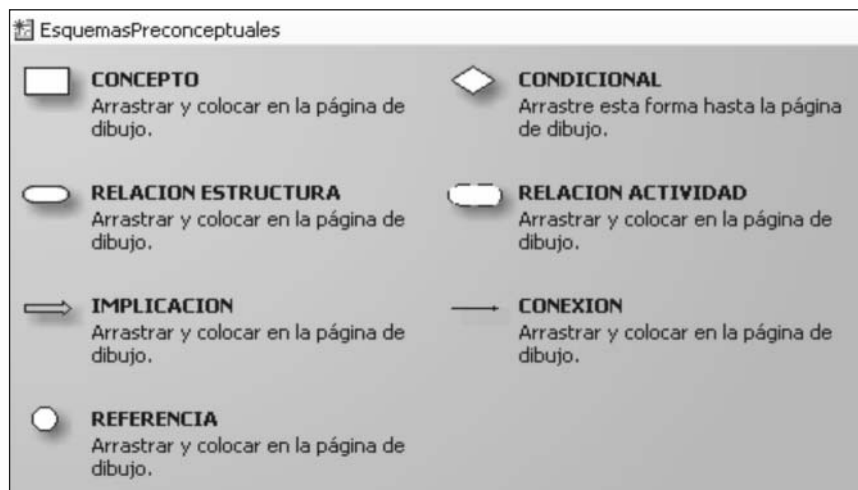 EsquemasPreconceptuales
CONCEPTO
Arrastrar y colocar en la página de
dibujo.
CONDICIONAL
Arrastre esta forma hasta la página
de dibujo.
RELACION ESTRUCTURA
Arrastrar y colocar en la página de
dibujo.
RELACION ACTIVIDAD
Arrastrar y colocar en la página de
dibujo.
IMPLICACION
Arrastrar y colocar en la página de
dibujo.
CONEXION
Arrastrar y colocar en la página de
dibujo.
REFERENCIA
Arrastrar y colocar en la página de
dibujo.